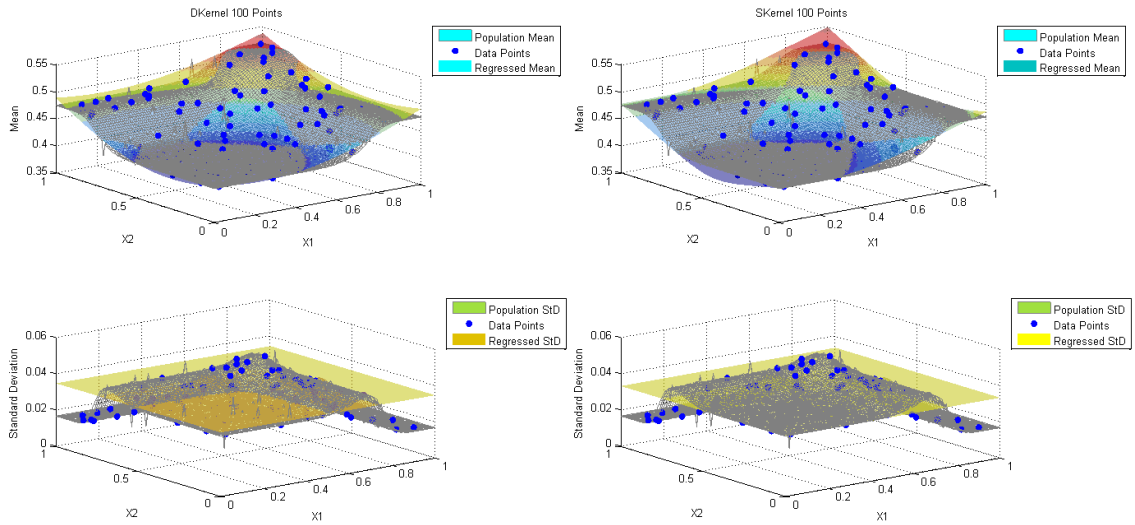 DKernel 100 Points
Population Mean
Data Points
Regressed Mean
0.55
0.5
0.45
0.4
0.35
Mean
1
0.5
0
X2
0
0.2
0.4
0.6
0.8
1
X1
SKernel 100 Points
Population Mean
Data Points
Regressed Mean
0.55
0.5
0.45
0.4
0.35
Mean
1
0.5
0
X2
0
0.2
0.4
0.6
0.8
1
X1
Population StD
Data Points
Regressed StD
0.06
0.04
0.02
0
Standard Deviation
1
0.5
0
X2
0
0.2
0.4
0.6
0.8
1
X1
Population StD
Data Points
Regressed StD
0.06
0.04
0.02
0
Standard Deviation
1
0.5
0
X2
0
0.2
0.4
0.6
0.8
1
X1